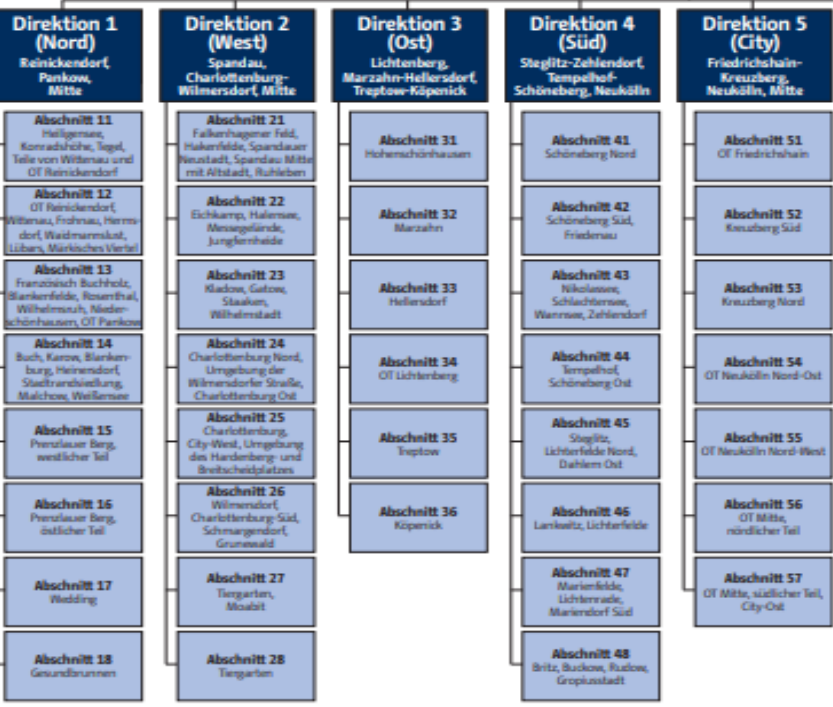 Direktion 1
(Nord)
Reinickendorf,
Pankow,
Mitte
Abschnitt 11
Heiligensee,
Konradshöhe, Tegel,
Teile von Wittenau und
OT Reinickendorf
Abschnitt 12
OT Reinickendorf,
Wittenau, Frohnau, Herms-
dorf, Waidmannslust,
Lübars, Märkisches Viertel
Abschnitt 13
Französisch Buchholz,
Blankenfelde, Rosenthal,
Wilhelmsruh, Nieder-
schönhausen, OT Pankow
Abschnitt 14
Buch, Karow, Blanken-
burg, Heinersdorf,
Stadtrandsiedlung,
Malchow, Weißensee
Abschnitt 15
Prenzlauer Berg,
westlicher Teil
Abschnitt 16
Prenzlauer Berg,
östlicher Teil
Abschnitt 17
Wedding
Abschnitt 18
Gesundbrunnen
Direktion 2
(West)
Spandau,
Charlottenburg-
Wilmersdorf, Mitte
Abschnitt 21
Falkenhagener Feld,
Hakenfelde, Spandauer
Neustadt, Spandau Mitte
mit Altstadt, Ruhleben
Abschnitt 22
Eichkamp, Halensee,
Messegelände,
Jungfernheide
Abschnitt 23
Kladow, Gatow,
Staaken,
Wilhelmstadt
Abschnitt 24
Charlottenburg Nord,
Umgebung der
Wilmersdorfer Straße,
Charlottenburg Ost
Abschnitt 25
Charlottenburg,
City-West, Umgebung
des Hardenberg- und
Breitscheidplatzes
Abschnitt 26
Wilmersdorf,
Charlottenburg-Süd,
Schmargendorf,
Grunewald
Abschnitt 27
Tiergarten,
Moabit
Abschnitt 28
Tiergarten
Direktion 3
(Ost)
Lichtenberg,
Marzahn-Hellersdorf,
Treptow-Köpenick
Abschnitt 31
Hohenschönhausen
Abschnitt 32
Marzahn
Abschnitt 33
Hellersdorf
Abschnitt 34
OT Lichtenberg
Abschnitt 35
Treptow
Abschnitt 36
Köpenick
Direktion 4
(Süd)
Steglitz-Zehlendorf,
Tempelhof-
Schöneberg, Neukölln
Abschnitt 41
Schöneberg Nord
Abschnitt 42
Schöneberg Süd,
Friedenau
Abschnitt 43
Nikolassee,
Schlachtensee,
Wannsee, Zehlendorf
Abschnitt 44
Tempelhof,
Schöneberg Ost
Abschnitt 45
Steglitz,
Lichterfelde Nord,
Dahlem Ost
Abschnitt 46
Lankwitz, Lichterfelde
Abschnitt 47
Marienfelde,
Lichtenrade,
Mariendorf Süd
Abschnitt 48
Britz, Buckow, Rudow,
Gropiusstadt
Direktion 5
(City)
Friedrichshain-
Kreuzberg,
Neukölln, Mitte
Abschnitt 51
OT Friedrichshain
Abschnitt 52
Kreuzberg Süd
Abschnitt 53
Kreuzberg Nord
Abschnitt 54
OT Neukölln Nord-Ost
Abschnitt 55
OT Neukölln Nord-West
Abschnitt 56
OT Mitte,
nördlicher Teil
Abschnitt 57
OT Mitte, südlicher Teil,
City-Ost